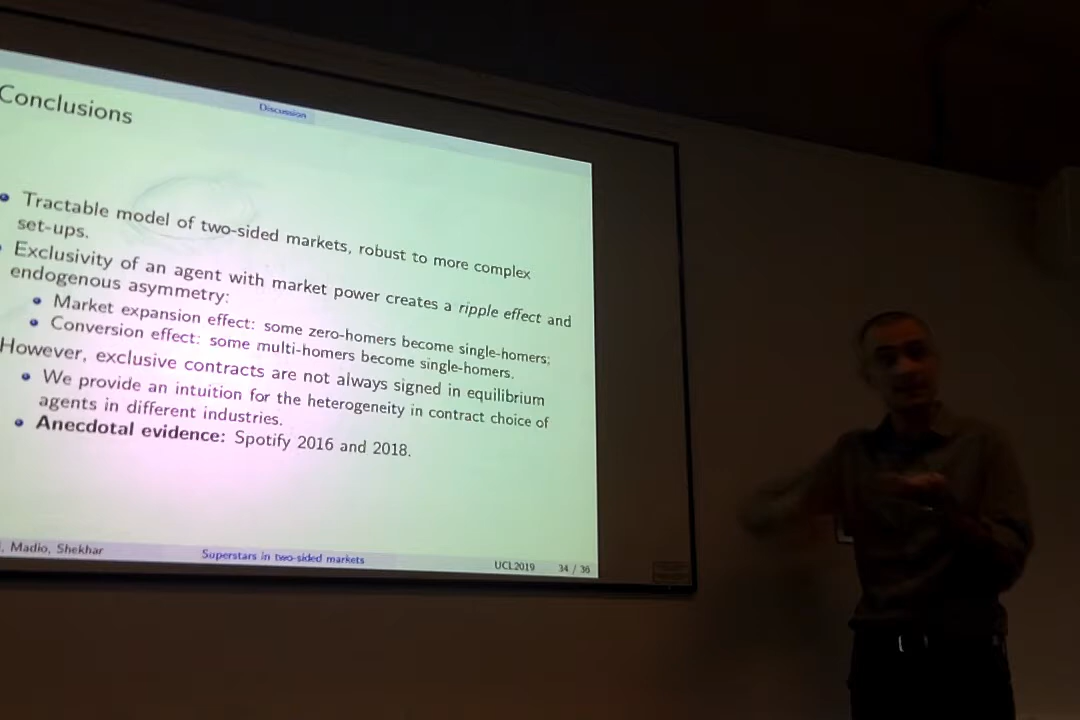 Discussion
Conclusions
Tractable model of two-sided markets, robust to more complex
set-ups.
Exclusivity of an agent with market power creates a ripple effect and
endogenous asymmetry:
Market expansion effect: some zero-homers become single-homers;
Conversion effect: some multi-homers become single-homers.
However, exclusive contracts are not always signed in equilibrium
We provide an intuition for the heterogeneity in contract choice of
agents in different industries.
Anecdotal evidence: Spotify 2016 and 2018.
, Madio, Shekhar
Superstars in two-sided markets
UCL2019
34 / 36